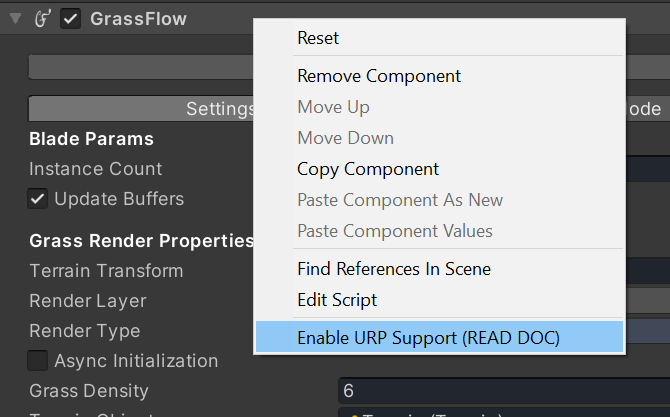 GrassFlow
Reset
Remove Component
Settings
Move Up
ode
Blade Params
Move Down
Instance Count
Copy Component
Update Buffers
Paste Component As New
Paste Component Values
Grass Render Properties
Terrain Transform
Find References In Scene
Render Layer
Edit Script
Render Type
Enable URP Support (READ DOC)
Async Initialization
Grass Density
6